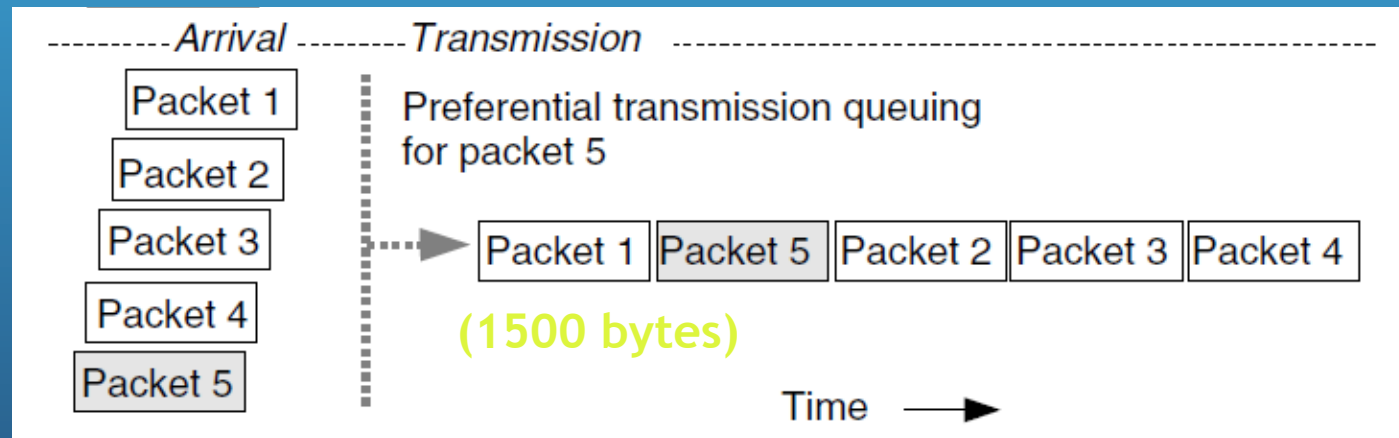 Arrival
Transmission
Packet 1
Packet 2
Packet 3
Packet 4
Packet 5
Preferential transmission queuing
for packet 5
Packet 1 Packet 5 Packet 2 Packet 3 Packet 4
(1500 bytes)
Time